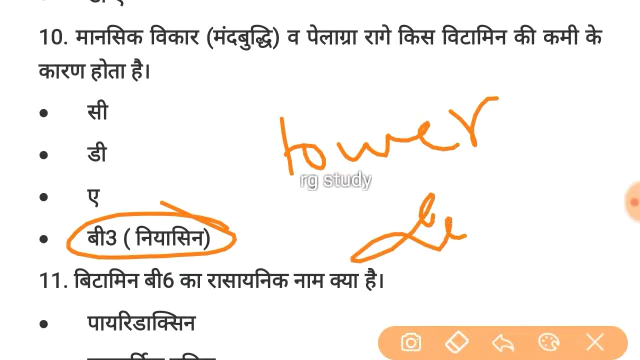 10. मानसिक विकार (मंदबुद्धि) व पेलाग्रा रागे किस विटामिन की कमी के
कारण होता है।
• सी
• डी
• ए
• बी3 ( नियासिन)
tower
rg study
11. बिटामिन बी6 का रासायनिक नाम क्या है।
• पायरिडाक्सिन